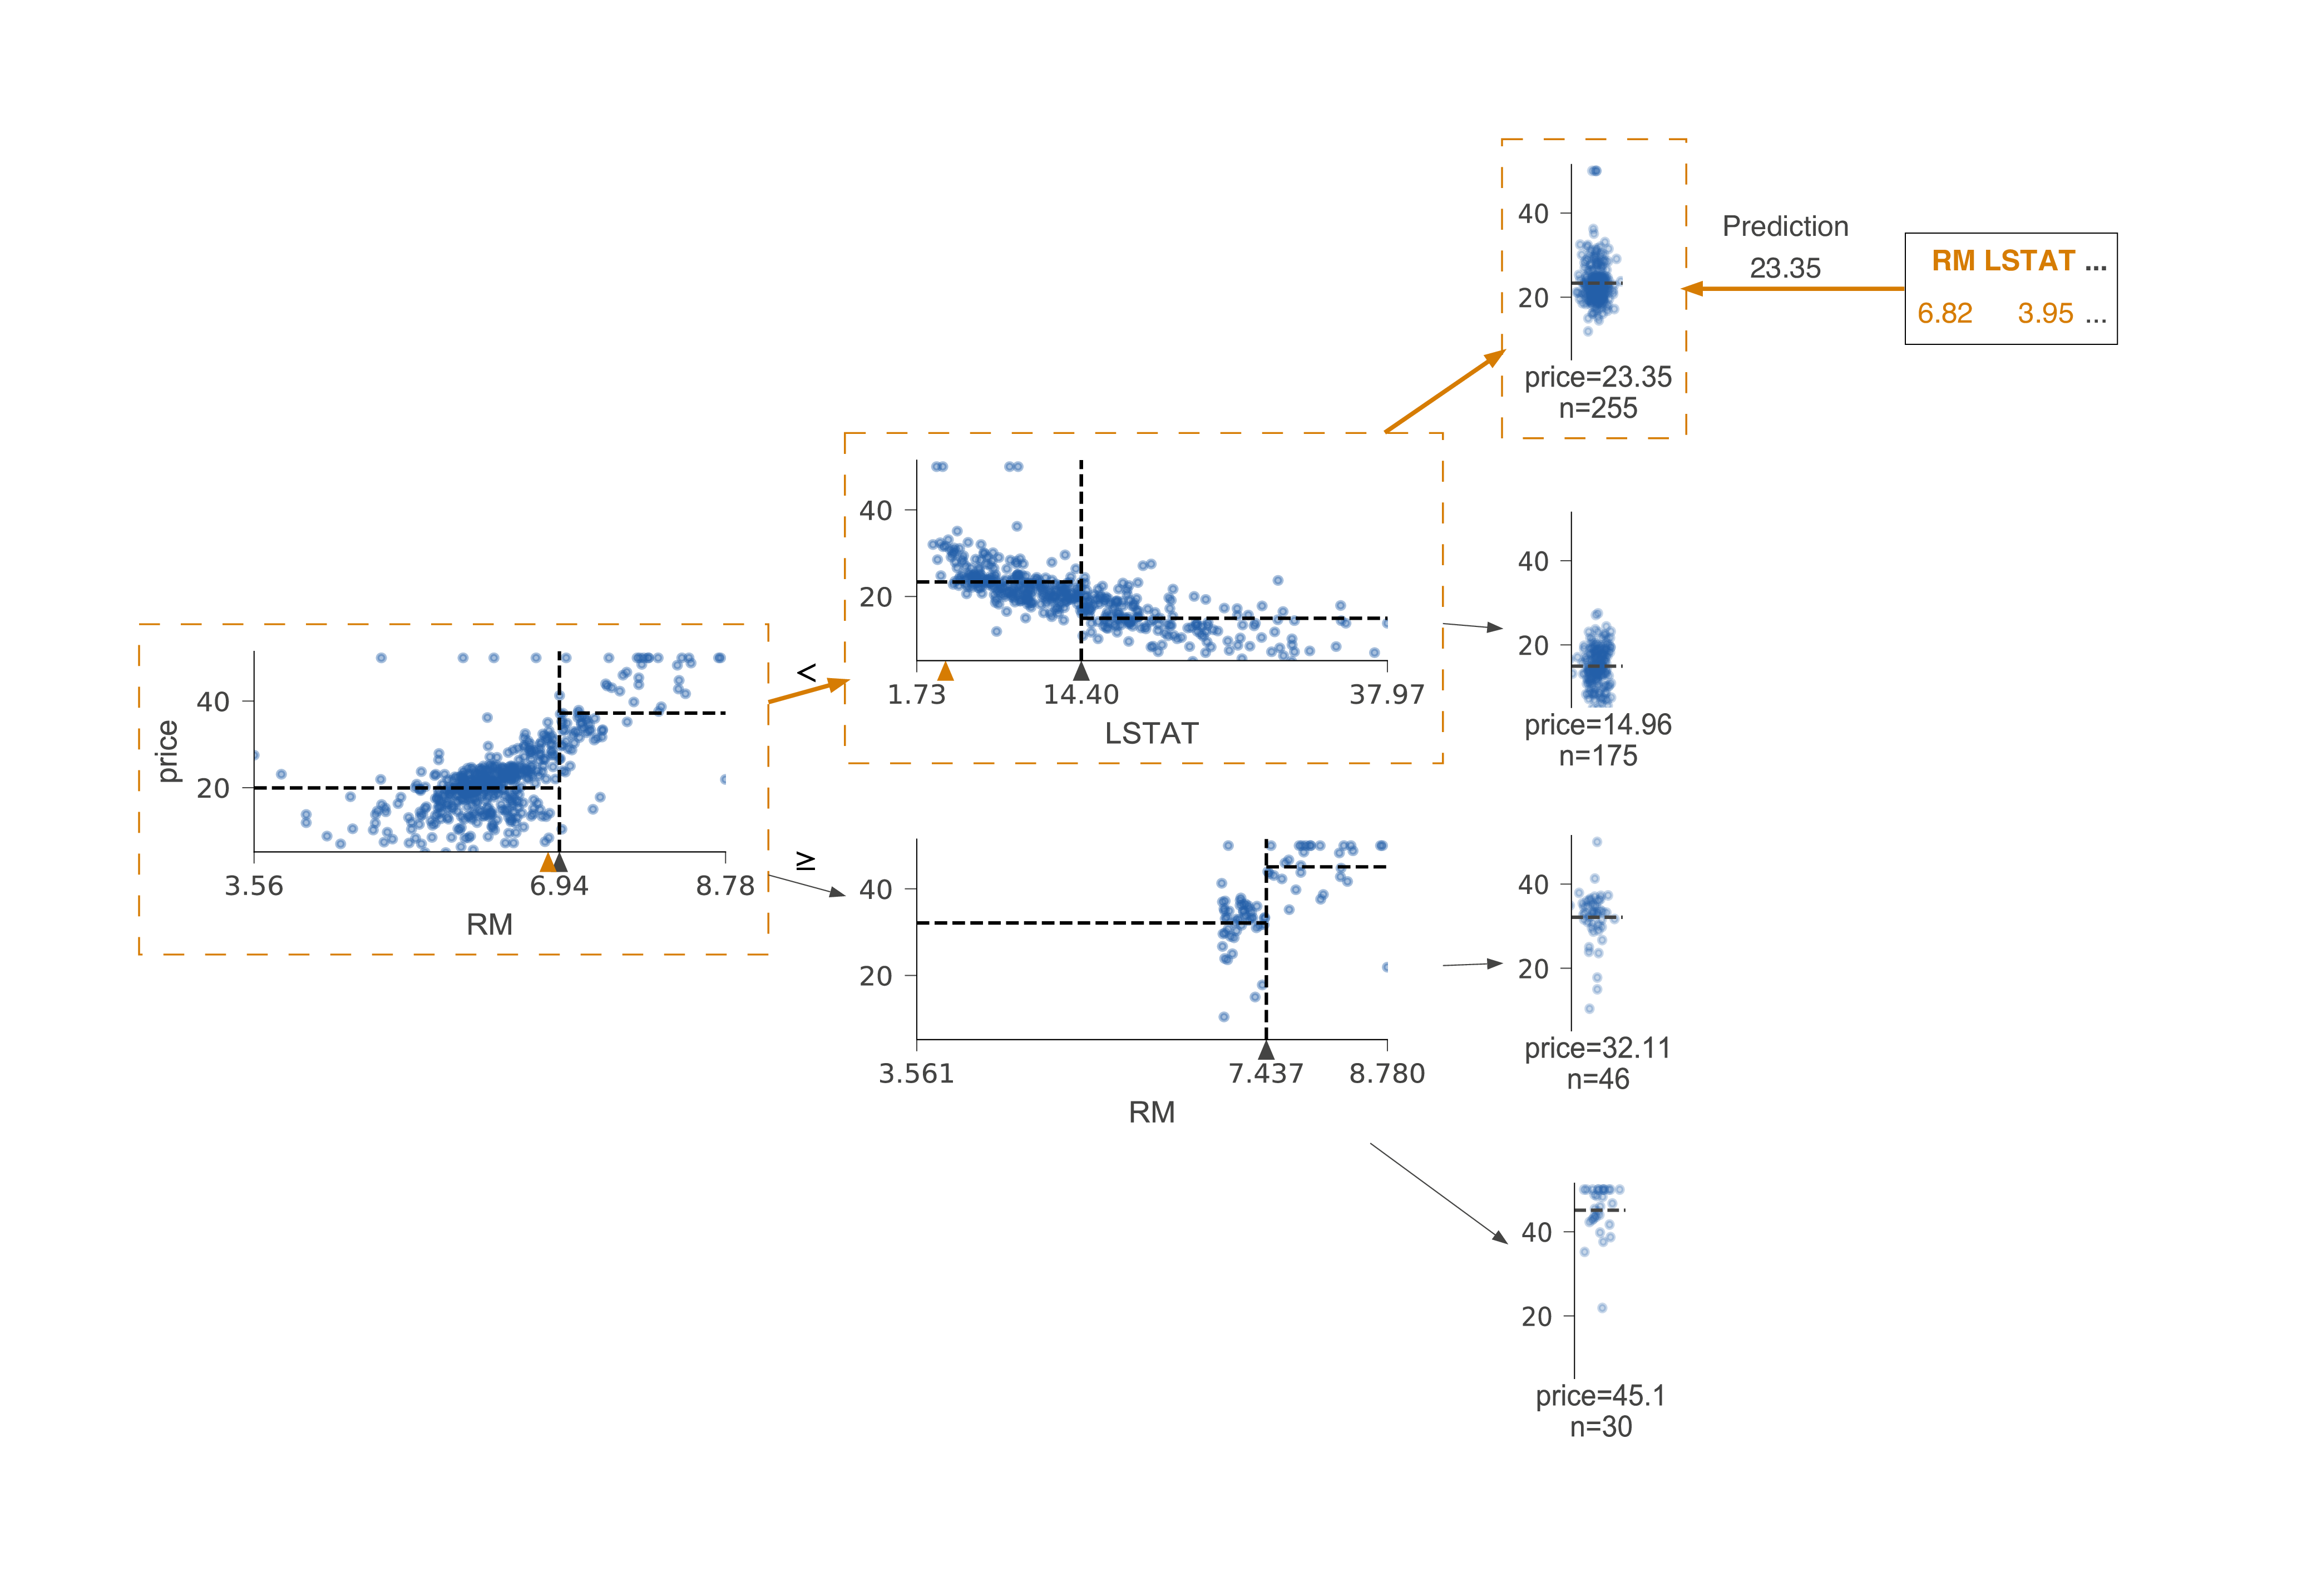 40
20
price
3.56
6.94
8.78
RM
<
≥
40
20
1.73
14.40
37.97
LSTAT
40
20
3.561
7.437
8.780
RM
40
20
price=23.35
n=255
Prediction
23.35
RM LSTAT ...
6.82 3.95 ...
40
20
price=14.96
n=175
40
20
price=32.11
n=46
40
20
price=45.1
n=30